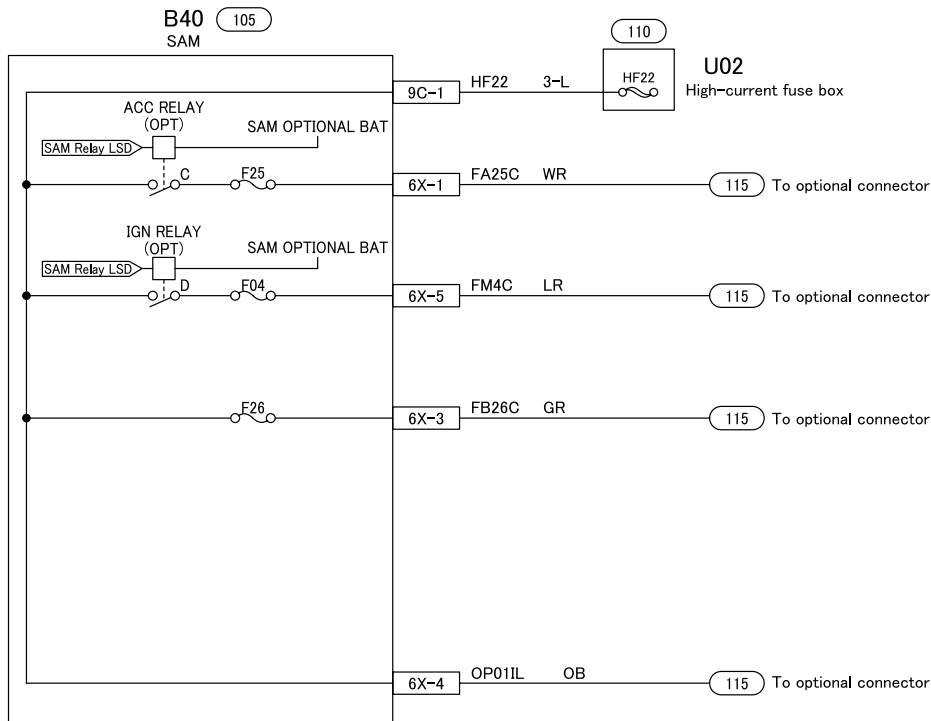 B40 105
SAM
110
U02
High-current fuse box
HF22
9C-1 HF22 3-L
ACC RELAY
(OPT)
SAM OPTIONAL BAT
SAM Relay LSD
C F25
6X-1 FA25C WR 115 To optional connector
IGN RELAY
(OPT)
SAM OPTIONAL BAT
SAM Relay LSD
D F04
6X-5 FM4C LR 115 To optional connector
F26
6X-3 FB26C GR 115 To optional connector
6X-4 OP01IL OB 115 To optional connector